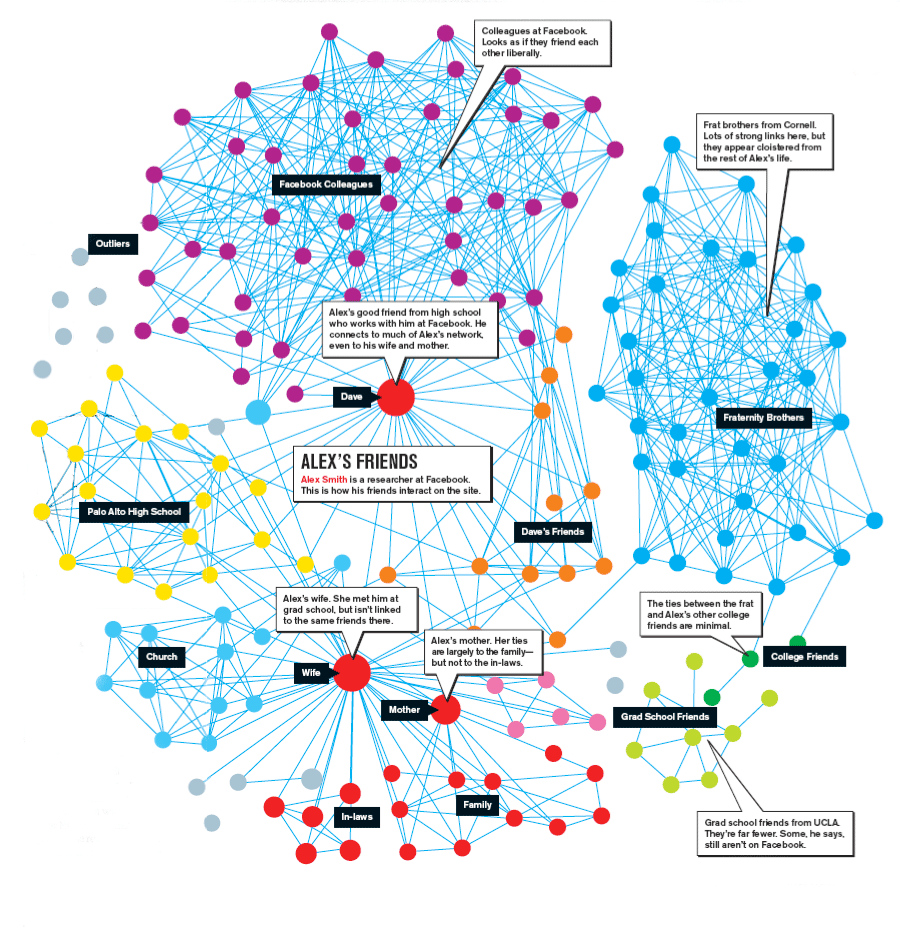 Colleagues at Facebook.
Looks as if they friend each
other liberally.
Frat brothers from Cornell.
Lots of strong links here, but
they appear cloistered from
the rest of Alex's life.
Facebook Colleagues
Outliers
Alex's good friend from high school
who works with him at Facebook. He
connects to much of Alex's network,
even to his wife and mother.
Dave
Fraternity Brothers
ALEX'S FRIENDS
Alex Smith is a researcher at Facebook.
This is how his friends interact on the site.
Palo Alto High School
Dave's Friends
Alex's wife. She met him at
grad school, but isn't linked
to the same friends there.
The ties between the frat
and Alex's other college
friends are minimal.
Alex's mother. Her ties
are largely to the family—
but not to the in-laws.
Church
College Friends
Wife
Mother
Grad School Friends
In-laws
Family
Grad school friends from UCLA.
They're far fewer. Some, he says,
still aren't on Facebook.